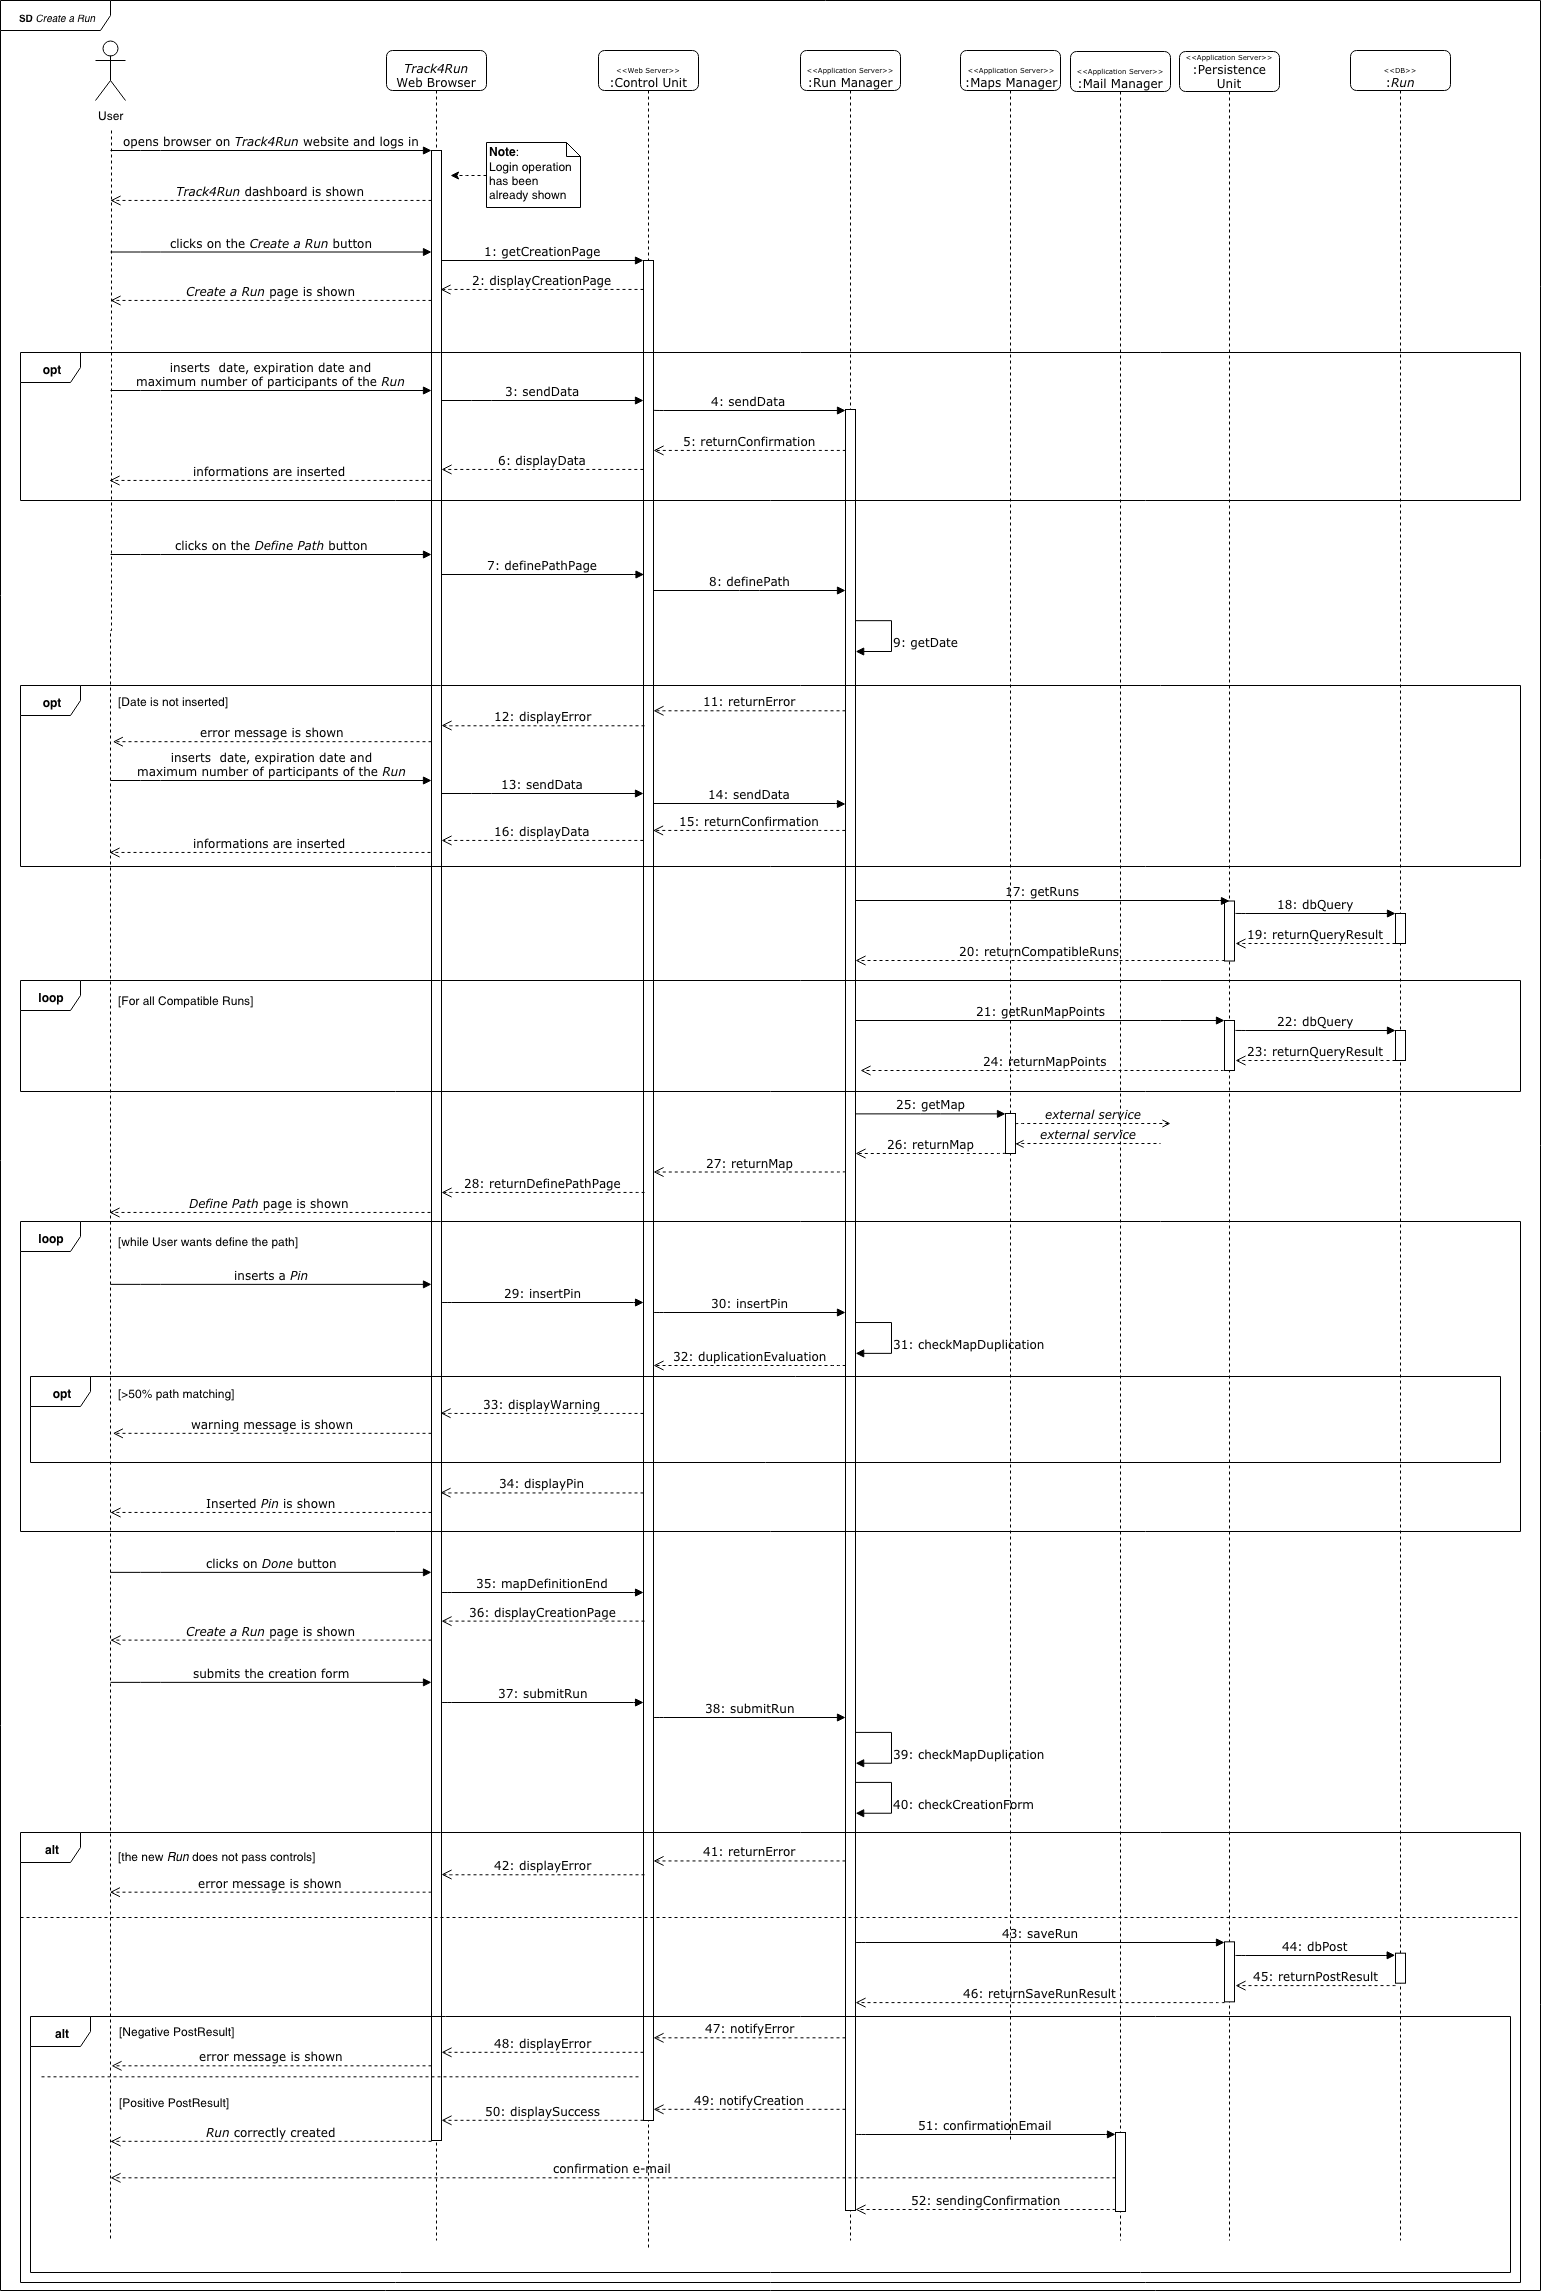 SD Create a Run
User
Track4Run
Web Browser
<<Web Server>>
:Control Unit
<<Application Server>>
:Run Manager
<<Application Server>>
:Maps Manager
<<Application Server>>
:Mail Manager
<<Application Server>>
:Persistence
Unit
<<DB>>
:Run
opens browser on Track4Run website and logs in
Note:
Login operation
has been
already shown
Track4Run dashboard is shown
clicks on the Create a Run button
1: getCreationPage
2: displayCreationPage
Create a Run page is shown
opt
inserts  date, expiration date and
maximum number of participants of the Run
3: sendData
4: sendData
5: returnConfirmation
6: displayData
informations are inserted
clicks on the Define Path button
7: definePathPage
8: definePath
9: getDate
opt
[Date is not inserted]
11: returnError
12: displayError
error message is shown
inserts  date, expiration date and
maximum number of participants of the Run
13: sendData
14: sendData
15: returnConfirmation
16: displayData
informations are inserted
17: getRuns
18: dbQuery
19: returnQueryResult
20: returnCompatibleRuns
loop
[For all Compatible Runs]
21: getRunMapPoints
22: dbQuery
23: returnQueryResult
24: returnMapPoints
25: getMap
external service
external service
26: returnMap
27: returnMap
28: returnDefinePathPage
Define Path page is shown
loop
[while User wants define the path]
inserts a Pin
29: insertPin
30: insertPin
31: checkMapDuplication
32: duplicationEvaluation
opt
[>50% path matching]
33: displayWarning
warning message is shown
34: displayPin
Inserted Pin is shown
clicks on Done button
35: mapDefinitionEnd
36: displayCreationPage
Create a Run page is shown
submits the creation form
37: submitRun
38: submitRun
39: checkMapDuplication
40: checkCreationForm
alt
[the new Run does not pass controls]
41: returnError
42: displayError
error message is shown
43: saveRun
44: dbPost
45: returnPostResult
46: returnSaveRunResult
alt
[Negative PostResult]
47: notifyError
48: displayError
error message is shown
[Positive PostResult]
49: notifyCreation
50: displaySuccess
51: confirmationEmail
Run correctly created
confirmation e-mail
52: sendingConfirmation